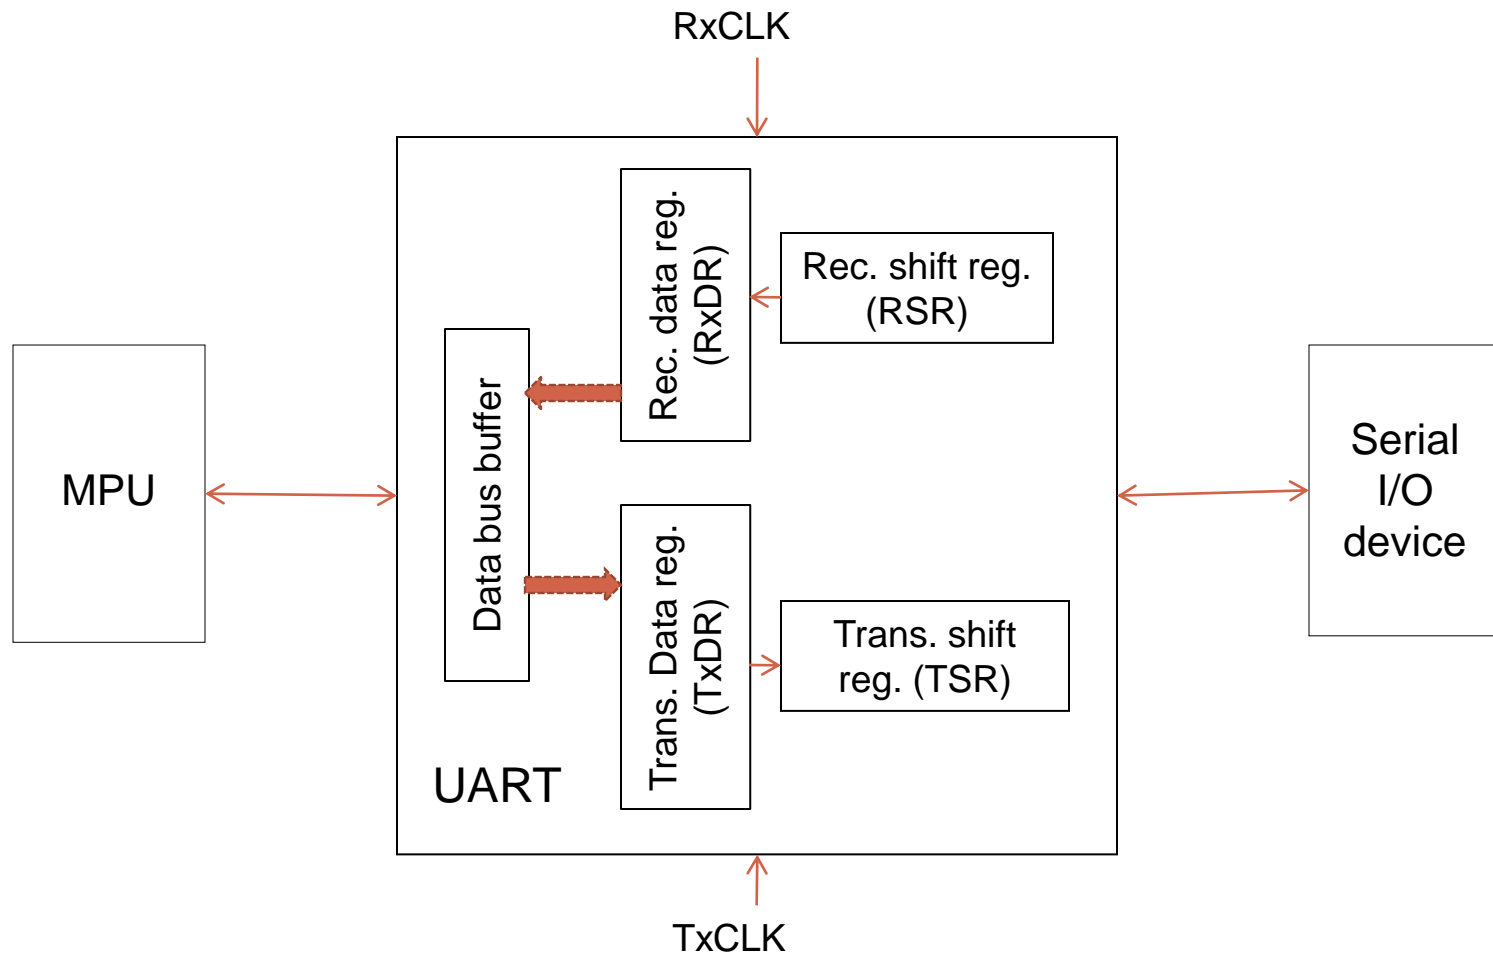 RxCLK
Rec. data reg.
(RxDR)
Rec. shift reg.
(RSR)
MPU
Data bus buffer
Serial
I/O
device
Trans. Data reg.
(TxDR)
Trans. shift
reg. (TSR)
UART
TxCLK